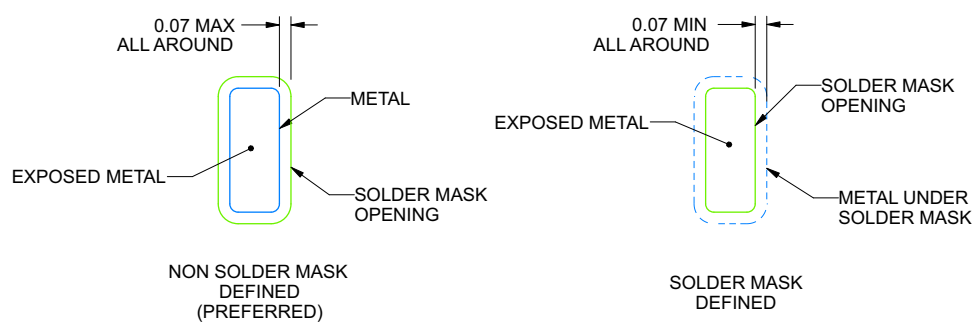 0.07 MAX
ALL AROUND
METAL
EXPOSED METAL
SOLDER MASK
OPENING
NON SOLDER MASK
DEFINED
(PREFERRED)
0.07 MIN
ALL AROUND
SOLDER MASK
OPENING
EXPOSED METAL
METAL UNDER
SOLDER MASK
SOLDER MASK
DEFINED